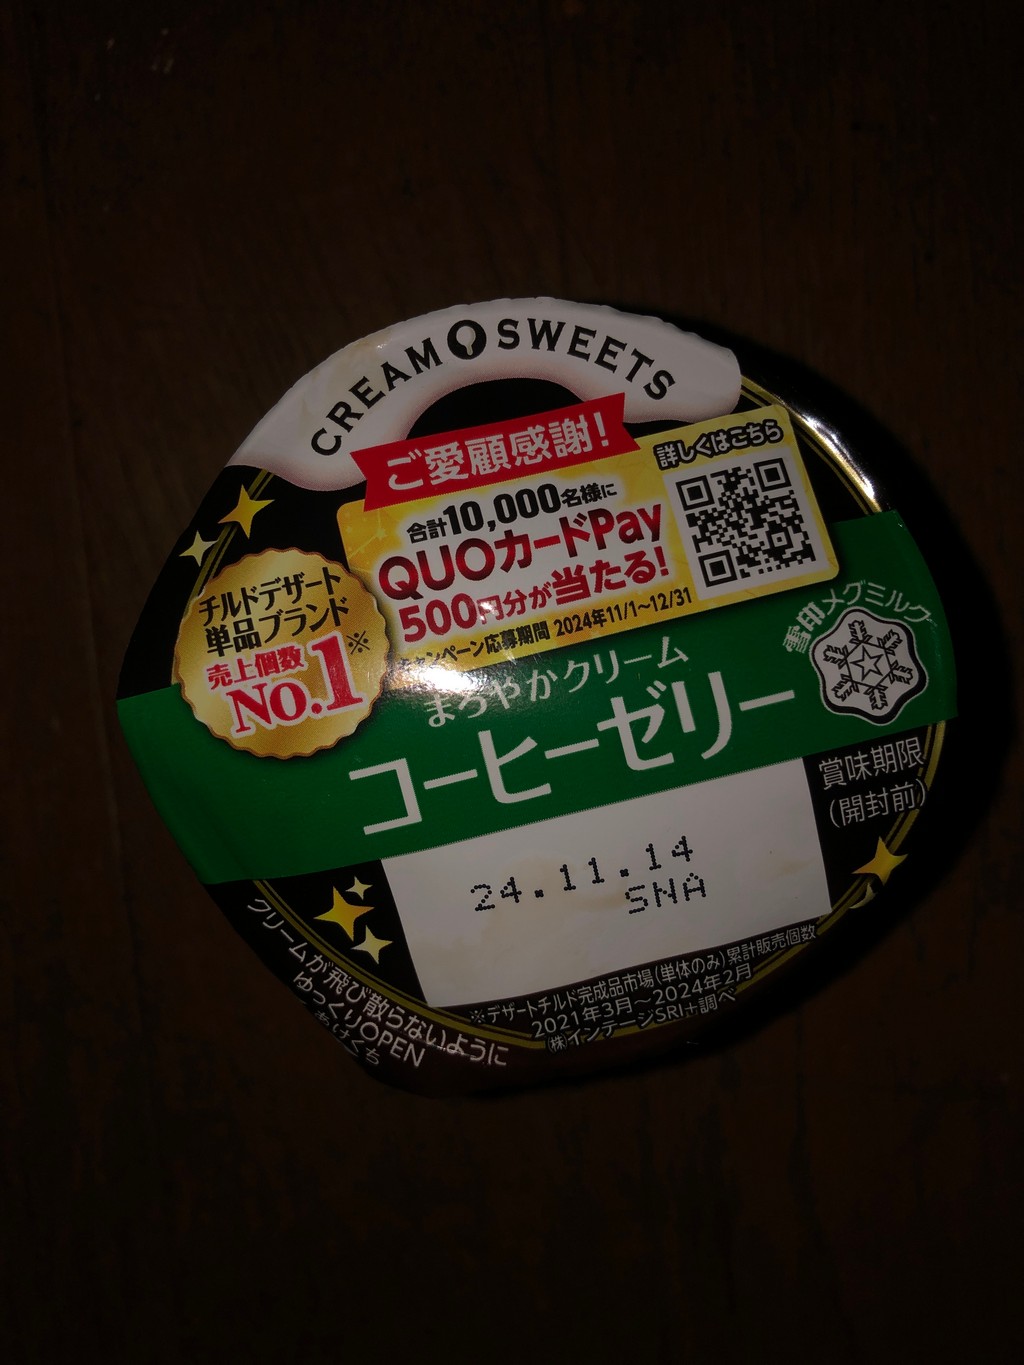 CREAM SWEETS
ご愛顧感謝!
詳しくはこちら
合計10,000名様に
QUOカードPay
500円分が当たる!
キャンペーン応募期間 2024年11/1~12/31
チルドデザート
単品ブランド
売上個数
No.1※
雪印メグミルク
まろやかクリーム
コーヒーゼリー
賞味期限
(開封前)
24.11.14
SNA
※デザートチルド完成品市場(単体のみ)累計販売個数
2021年3月~2024年2月
㈱インテージSRI+調べ
クリームが飛び散らないように
ゆっくりOPEN
あけくち